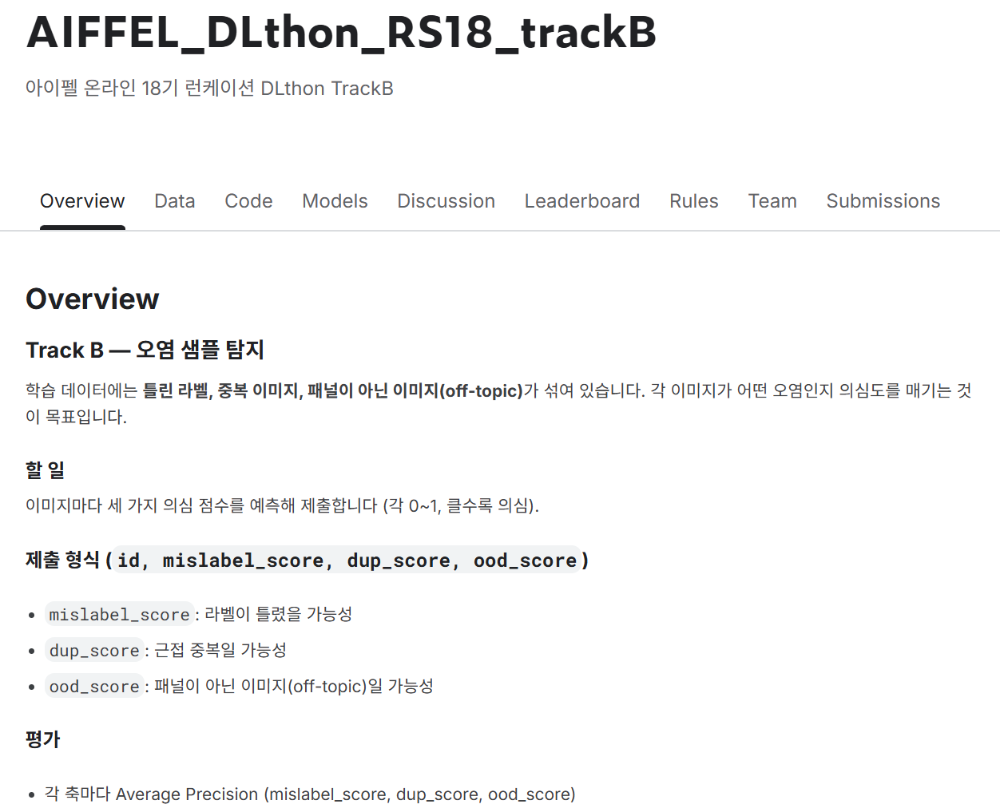 AIFFEL_DLthon_RS18_trackB
아이펠 온라인 18기 런케이션 DLthon TrackB
Overview Data Code Models Discussion Leaderboard Rules Team Submissions
Overview
Track B — 오염 샘플 탐지
학습 데이터에는 틀린 라벨, 중복 이미지, 패널이 아닌 이미지(off-topic)가 섞여 있습니다. 각 이미지가 어떤 오염인지 의심도를 매기는 것
이 목표입니다.
할 일
이미지마다 세 가지 의심 점수를 예측해 제출합니다 (각 0~1, 클수록 의심).
제출 형식 (id, mislabel_score, dup_score, ood_score)
• mislabel_score: 라벨이 틀렸을 가능성
• dup_score: 근접 중복일 가능성
• ood_score: 패널이 아닌 이미지(off-topic)일 가능성
평가
• 각 축마다 Average Precision (mislabel_score, dup_score, ood_score)